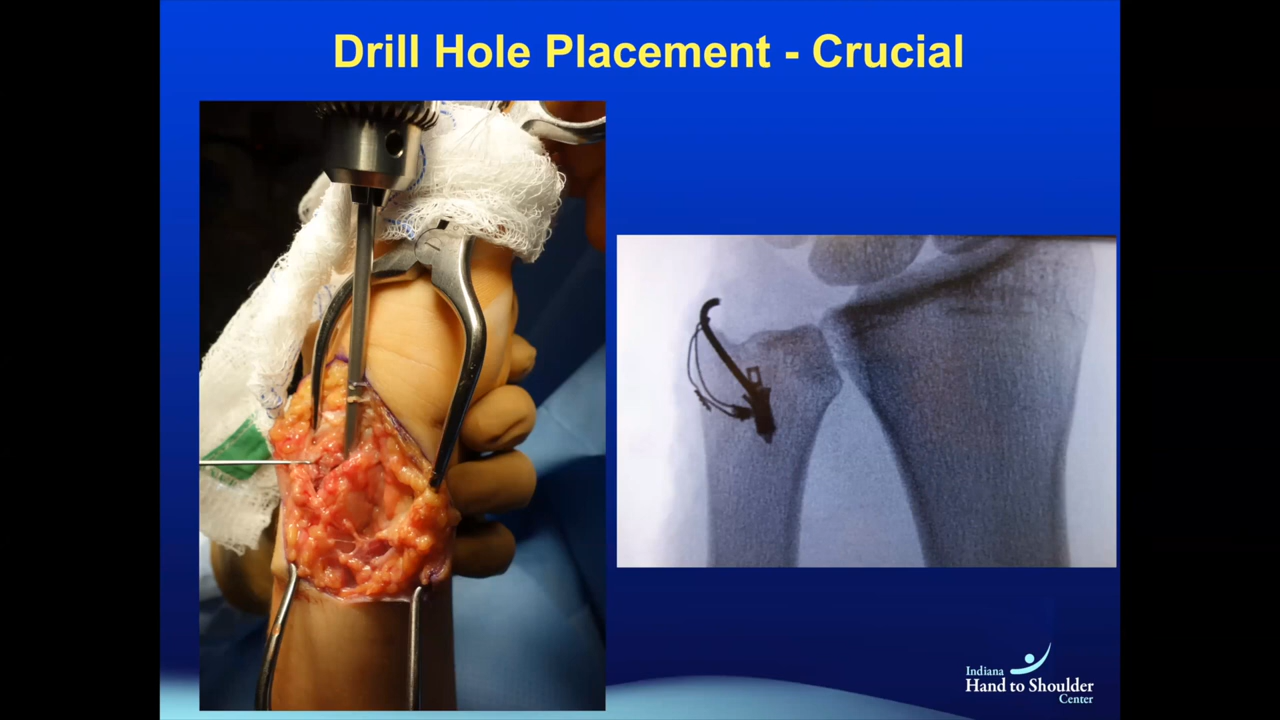 Drill Hole Placement - Crucial
Indiana
Hand to Shoulder
Center